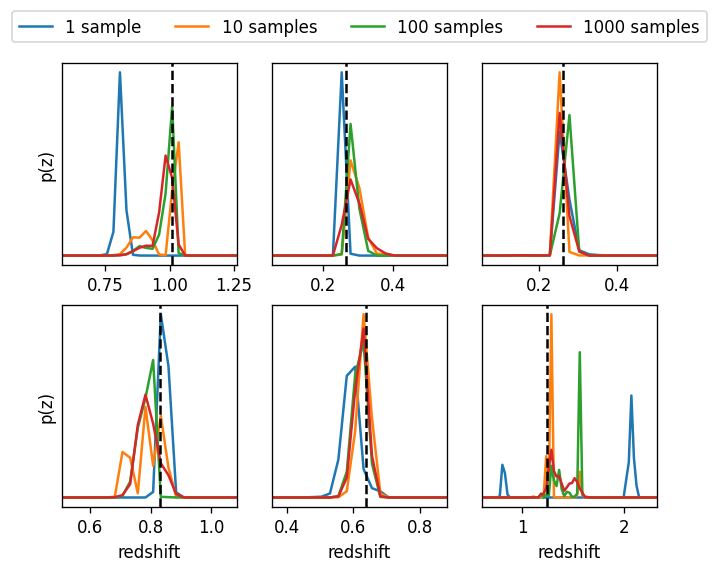 1 sample 10 samples 100 samples 1000 samples
p(z)
0.75 1.00 1.25
0.2 0.4
0.2 0.4
p(z)
0.6 0.8 1.0
0.4 0.6 0.8
1 2
redshift redshift redshift